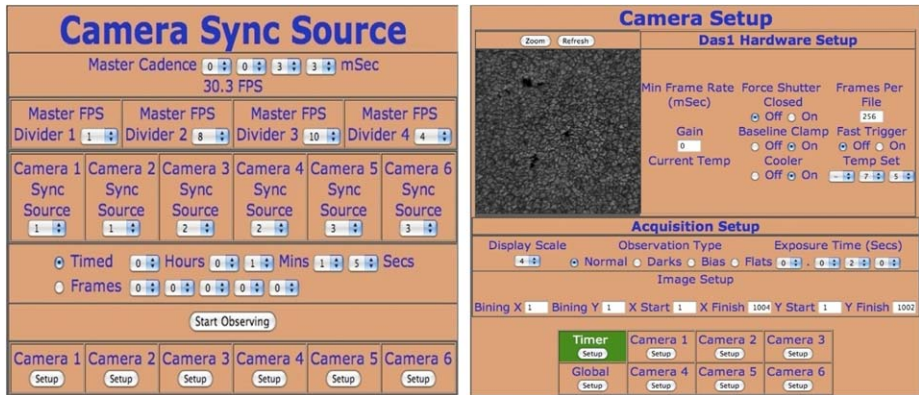 Camera Sync Source
Master Cadence 0 0 3 3 mSec
30.3 FPS
Master FPS Divider 1 1
Master FPS Divider 2 8
Master FPS Divider 3 10
Master FPS Divider 4 4
Camera 1 Sync Source 1
Camera 2 Sync Source 1
Camera 3 Sync Source 2
Camera 4 Sync Source 2
Camera 5 Sync Source 3
Camera 6 Sync Source 3
Timed 0 Hours 0 1 Mins 1 5 Secs
Frames 0 0 0 0 0
Start Observing
Camera 1 Camera 2 Camera 3 Camera 4 Camera 5 Camera 6
Setup Setup Setup Setup Setup Setup
Camera Setup
Zoom Refresh
Das1 Hardware Setup
Min Frame Rate (mSec)
Force Shutter Closed
Off On
Frames Per File
256
Gain
0
Baseline Clamp
Off On
Fast Trigger
Off On
Current Temp
Cooler
Off On
Temp Set
- 7 5
Acquisition Setup
Display Scale
4
Observation Type
Normal Darks Bias Flats
Exposure Time (Secs)
0 . 0 2 0
Image Setup
Bining X 1 Bining Y 1 X Start 1 X Finish 1004 Y Start 1 Y Finish 1002
Timer Camera 1 Camera 2 Camera 3
Setup Setup Setup Setup
Global Camera 4 Camera 5 Camera 6
Setup Setup Setup Setup